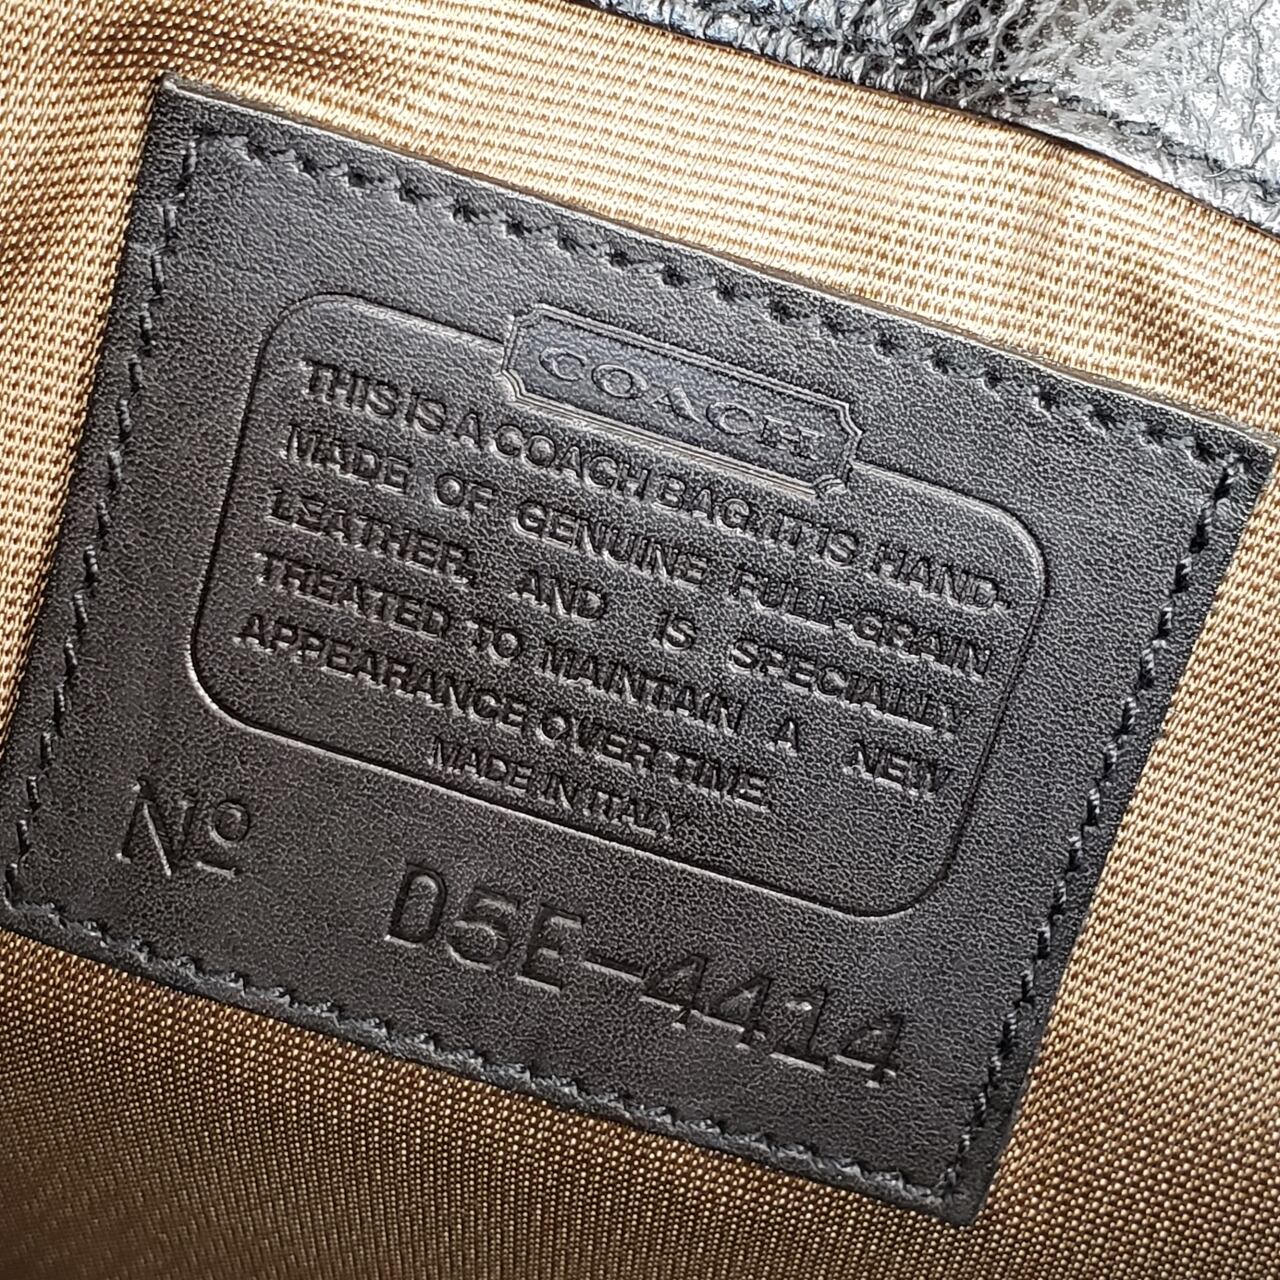 COACH
THIS IS A COACH BAG. IT IS HAND-
MADE OF GENUINE FULL-GRAIN
LEATHER, AND IS SPECIALLY
TREATED TO MAINTAIN A NEW
APPEARANCE OVER TIME.
MADE IN ITALY
Nº D5E-4414